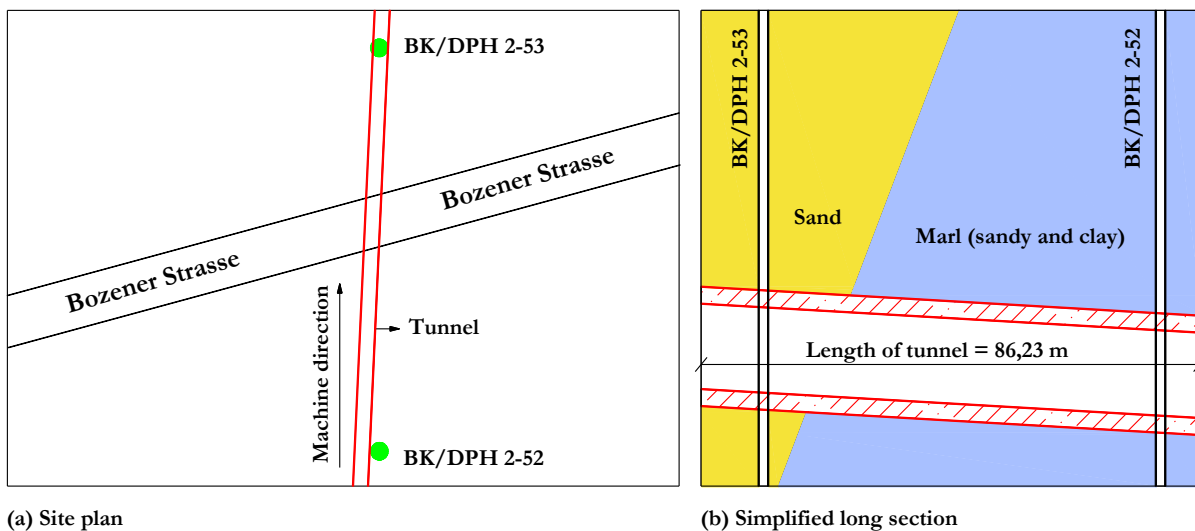 BK/DPH 2-53
Bozener Strasse
Bozener Strasse
Machine direction
Tunnel
BK/DPH 2-52
(a) Site plan
BK/DPH 2-53
BK/DPH 2-52
Sand
Marl (sandy and clay)
Length of tunnel = 86,23 m
(b) Simplified long section